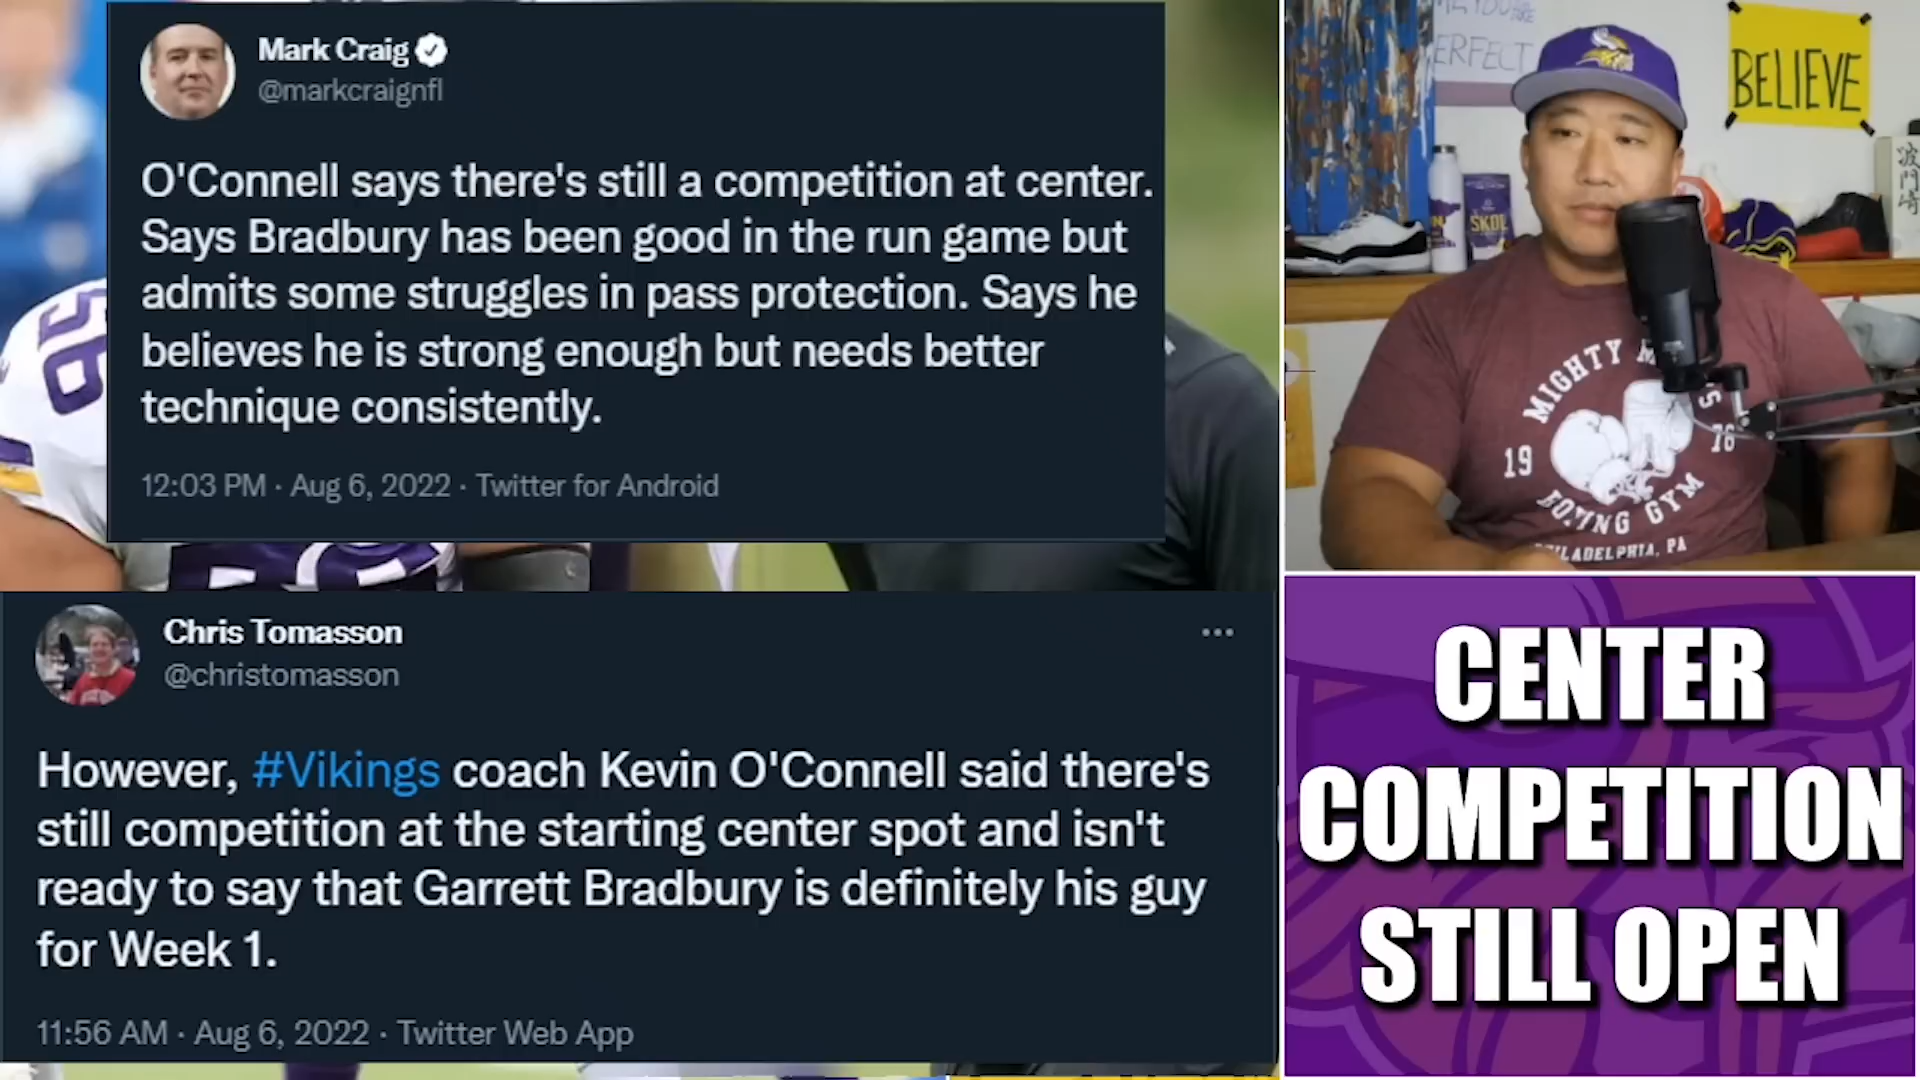 Mark Craig
@markcraignfl
O'Connell says there's still a competition at center.
Says Bradbury has been good in the run game but
admits some struggles in pass protection. Says he
believes he is strong enough but needs better
technique consistently.
12:03 PM · Aug 6, 2022 · Twitter for Android
Chris Tomasson
@christomasson
However, #Vikings coach Kevin O'Connell said there's
still competition at the starting center spot and isn't
ready to say that Garrett Bradbury is definitely his guy
for Week 1.
11:56 AM · Aug 6, 2022 · Twitter Web App
BELIEVE
SKOL
MIGHTY
19 76
BOXING GYM
PHILADELPHIA, PA
CENTER
COMPETITION
STILL OPEN